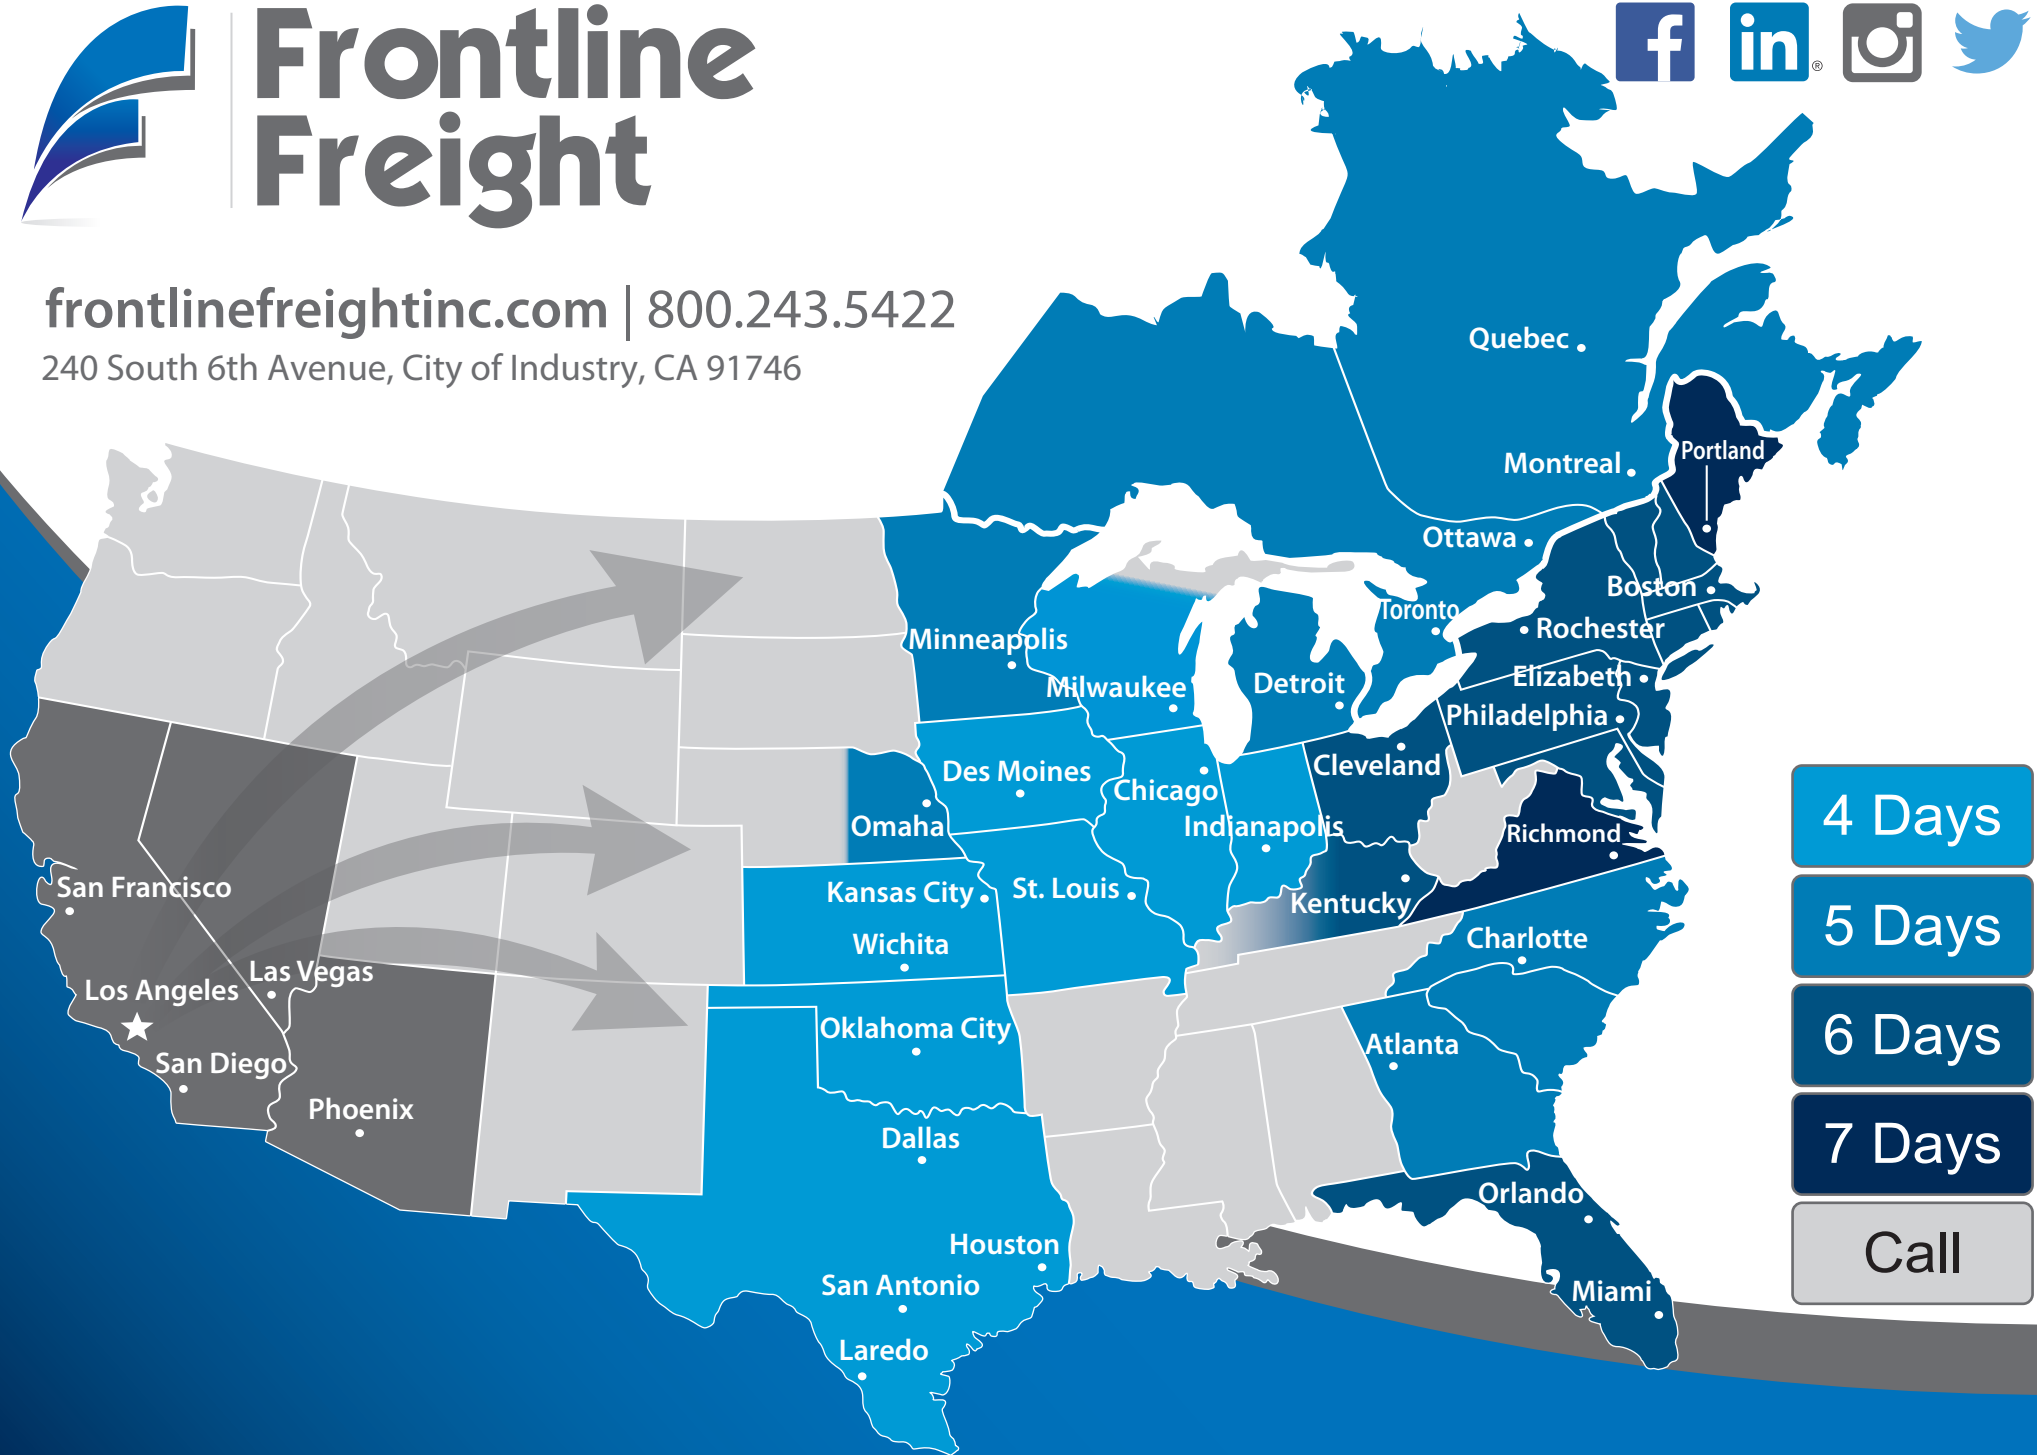 Frontline
Freight
in®
frontlinefreightinc.com | 800.243.5422
240 South 6th Avenue, City of Industry, CA 91746
Quebec
Montreal
Portland
Ottawa
Boston
Toronto
Rochester
Minneapolis
Elizabeth
Milwaukee
Detroit
Philadelphia
Cleveland
Des Moines
Chicago
Omaha
Indianapolis
Richmond
4 Days
San Francisco
Kansas City
St. Louis
Kentucky
5 Days
Wichita
Charlotte
Las Vegas
Los Angeles
Oklahoma City
6 Days
Atlanta
San Diego
Phoenix
Dallas
7 Days
Orlando
Houston
Call
San Antonio
Miami
Laredo